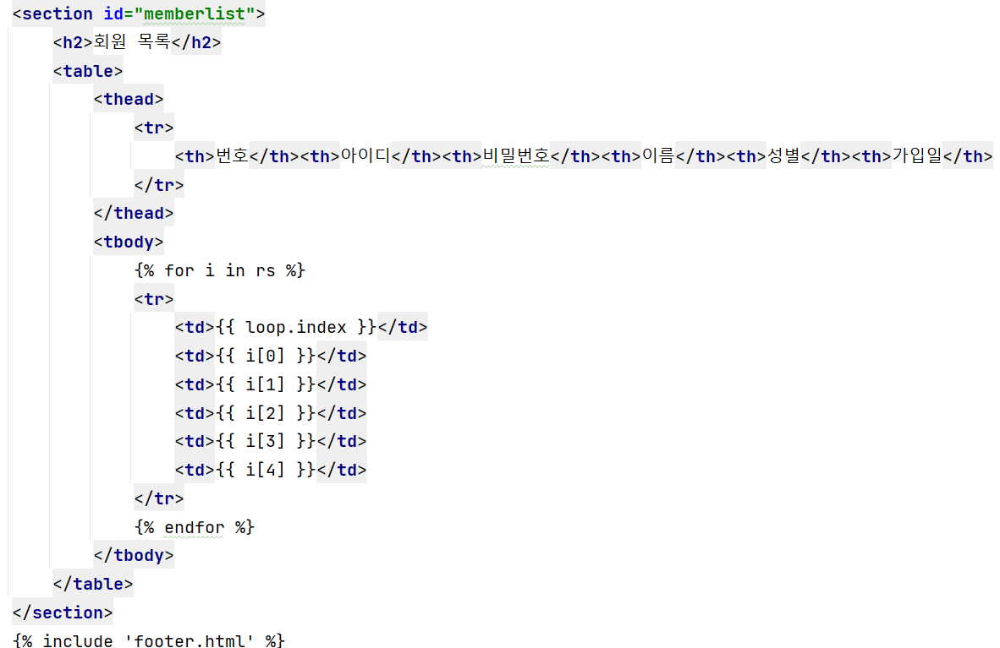 <section id="memberlist">
<h2>회원 목록</h2>
<table>
<thead>
<tr>
<th>번호</th><th>아이디</th><th>비밀번호</th><th>이름</th><th>성별</th><th>가입일</th>
</tr>
</thead>
<tbody>
{% for i in rs %}
<tr>
<td>{{ loop.index }}</td>
<td>{{ i[0] }}</td>
<td>{{ i[1] }}</td>
<td>{{ i[2] }}</td>
<td>{{ i[3] }}</td>
<td>{{ i[4] }}</td>
</tr>
{% endfor %}
</tbody>
</table>
</section>
{% include 'footer.html' %}